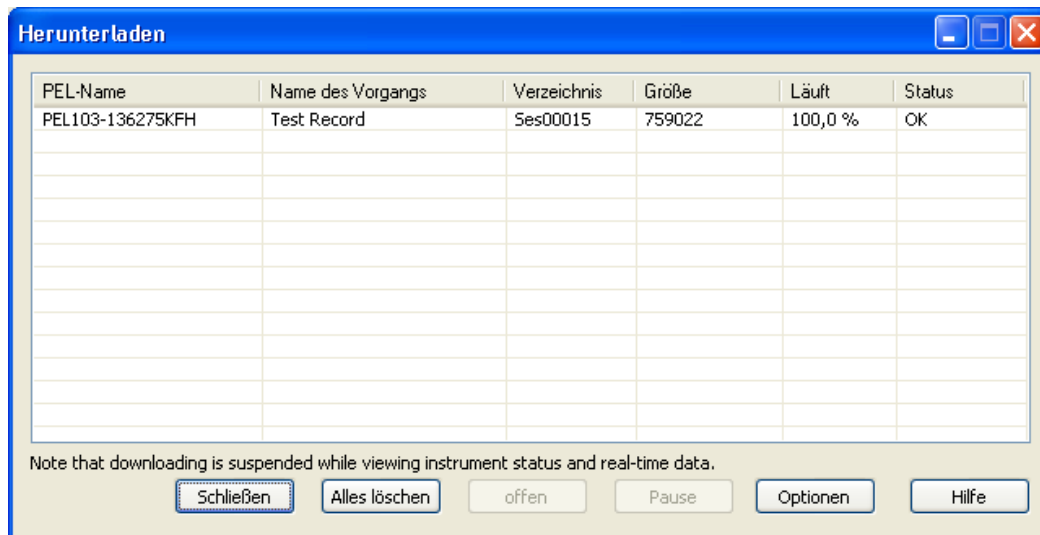 Herunterladen
PEL-Name Name des Vorgangs Verzeichnis Größe Läuft Status
PEL103-136275KFH Test Record Ses00015 759022 100,0 % OK
Note that downloading is suspended while viewing instrument status and real-time data.
Schließen Alles löschen offen Pause Optionen Hilfe